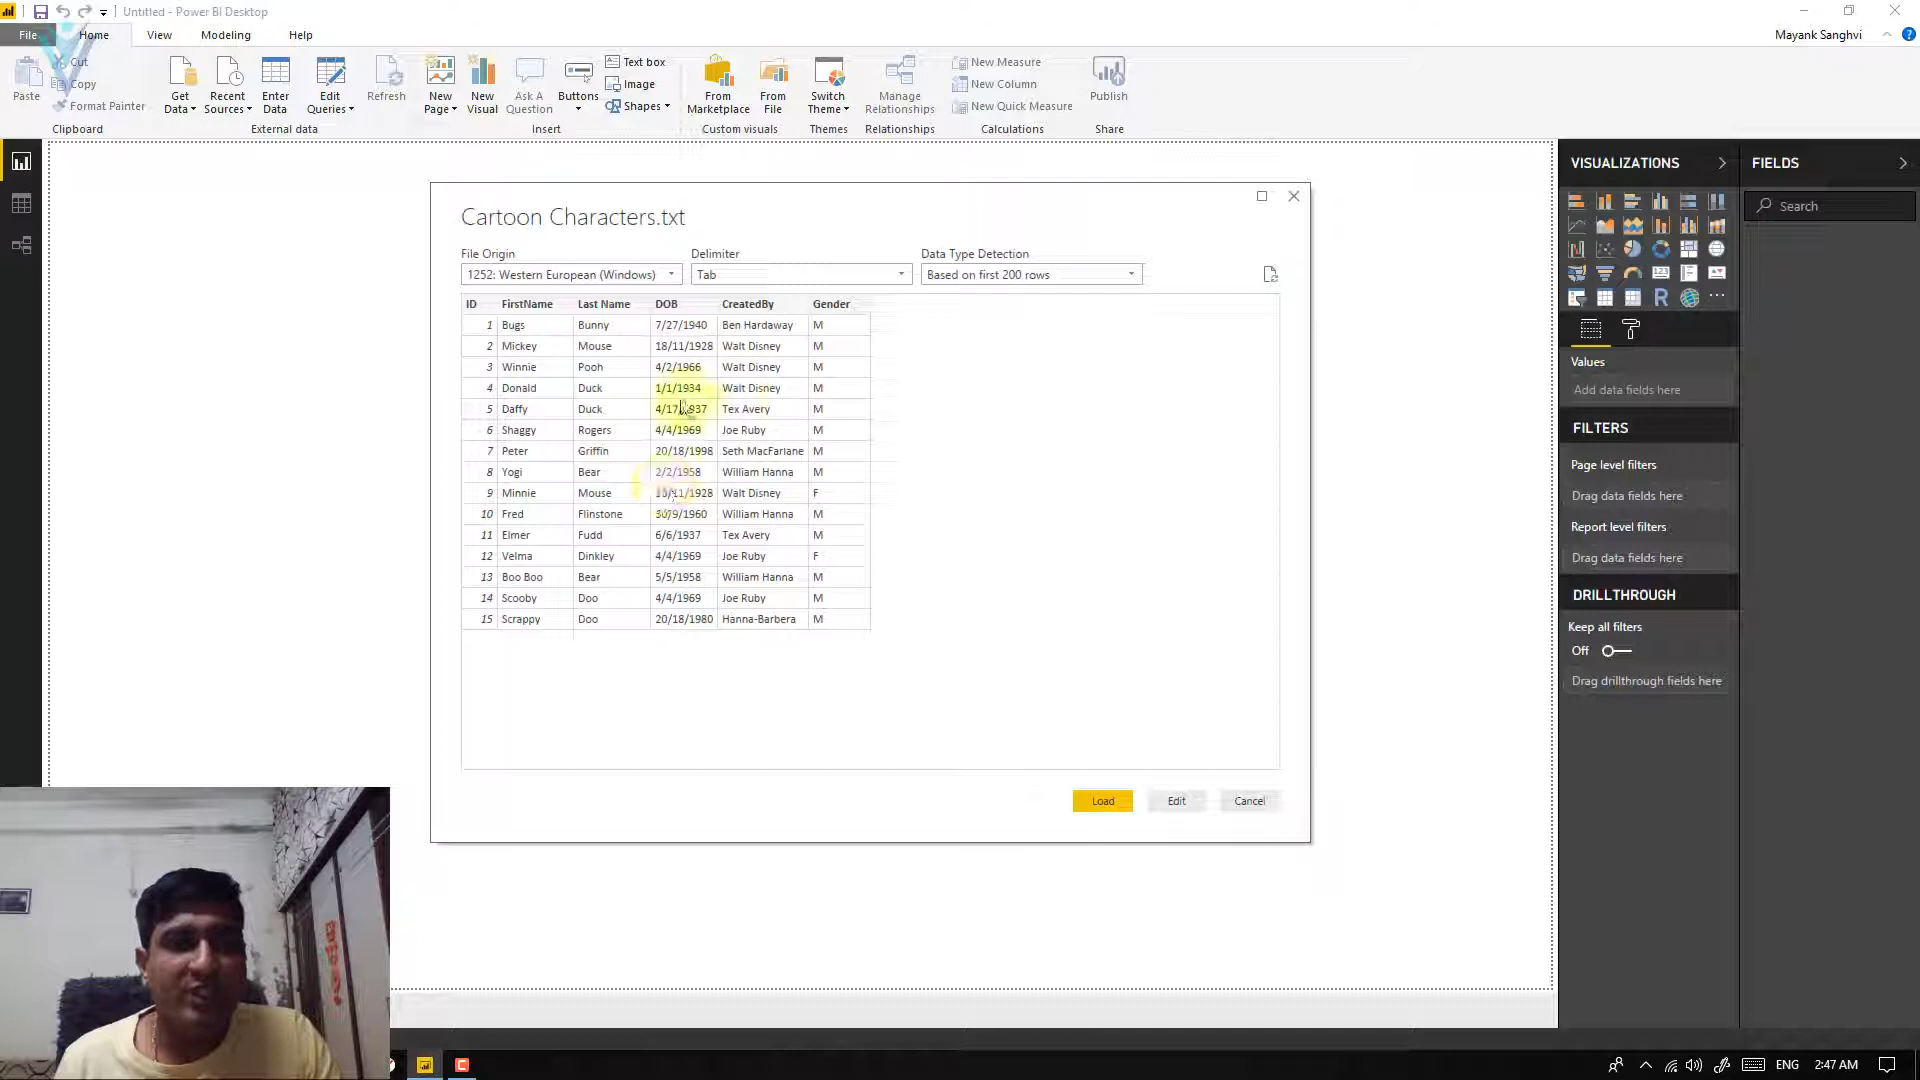 Untitled - Power BI Desktop
File Home View Modeling Help Mayank Sanghvi
Paste
Cut
Copy
Format Painter
Clipboard
Get Data
Recent Sources
Enter Data
Edit Queries
External data
Refresh
New Page
New Visual
Ask A Question
Buttons
Text box
Image
Shapes
Insert
From Marketplace
From File
Custom visuals
Switch Theme
Themes
Manage Relationships
Relationships
New Measure
New Column
New Quick Measure
Calculations
Publish
Share
Cartoon Characters.txt
File Origin Delimiter Data Type Detection
1252: Western European (Windows) Tab Based on first 200 rows
ID FirstName Last Name DOB CreatedBy Gender
1 Bugs Bunny 7/27/1940 Ben Hardaway M
2 Mickey Mouse 18/11/1928 Walt Disney M
3 Winnie Pooh 4/2/1966 Walt Disney M
4 Donald Duck 1/1/1934 Walt Disney M
5 Daffy Duck 4/17/1937 Tex Avery M
6 Shaggy Rogers 4/4/1969 Joe Ruby M
7 Peter Griffin 20/18/1998 Seth MacFarlane M
8 Yogi Bear 2/2/1958 William Hanna M
9 Minnie Mouse 18/11/1928 Walt Disney F
10 Fred Flinstone 30/9/1960 William Hanna M
11 Elmer Fudd 6/6/1937 Tex Avery M
12 Velma Dinkley 4/4/1969 Joe Ruby F
13 Boo Boo Bear 5/5/1958 William Hanna M
14 Scooby Doo 4/4/1969 Joe Ruby M
15 Scrappy Doo 20/18/1980 Hanna-Barbera M
Load Edit Cancel
VISUALIZATIONS
R
Values
Add data fields here
FILTERS
Page level filters
Drag data fields here
Report level filters
Drag data fields here
DRILLTHROUGH
Keep all filters
Off
Drag drillthrough fields here
FIELDS
Search
ENG 2:47 AM